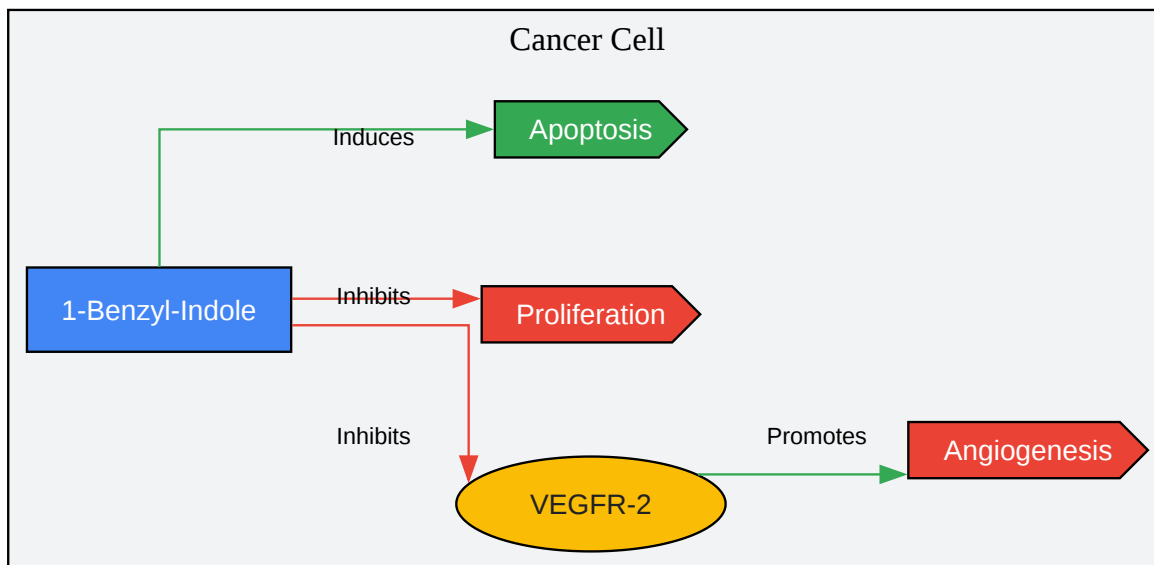 Cancer Cell
Induces
Apoptosis
1-Benzyl-Indole
Inhibits
Proliferation
Inhibits
Promotes
Angiogenesis
VEGFR-2